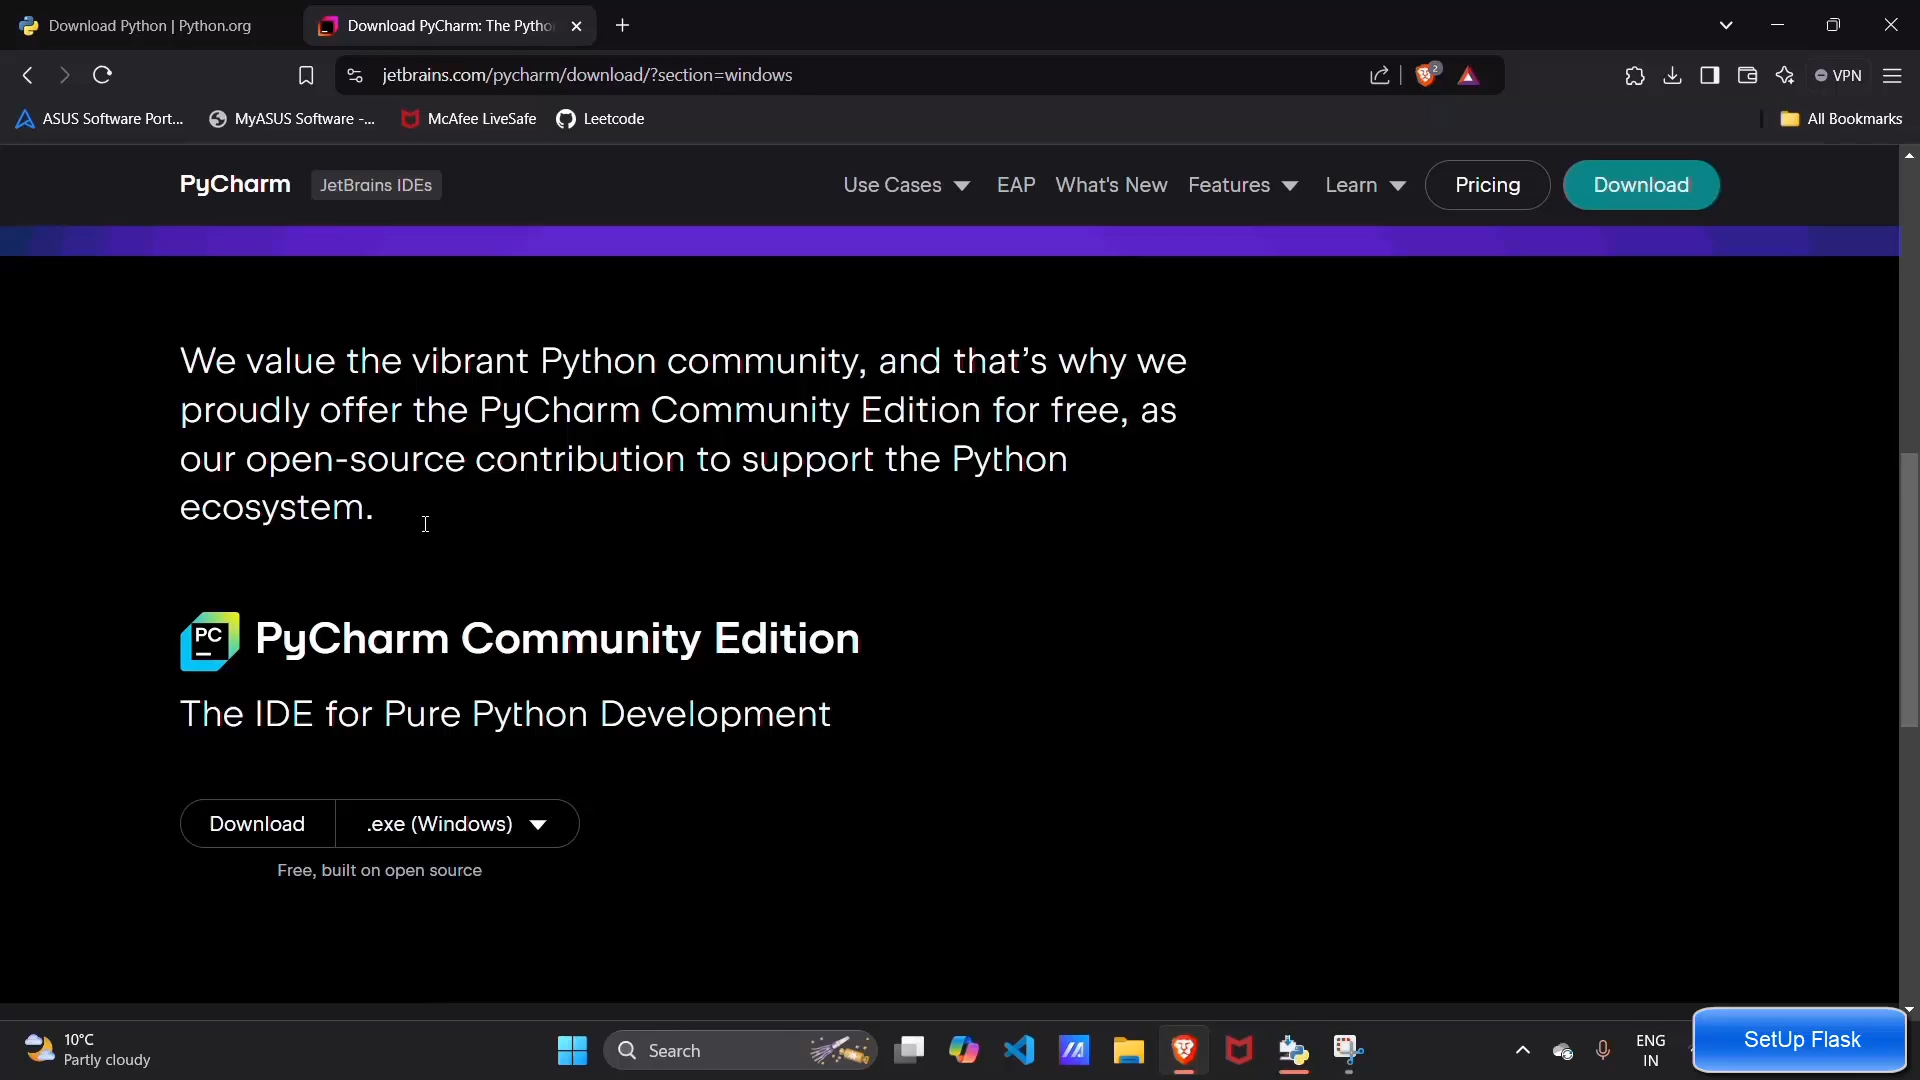 Download Python | Python.org
Download PyCharm: The Pytho
jetbrains.com/pycharm/download/?section=windows
2
VPN
ASUS Software Port...
MyASUS Software -...
McAfee LiveSafe
Leetcode
All Bookmarks
PyCharm
JetBrains IDEs
Use Cases
EAP
What's New
Features
Learn
Pricing
Download
We value the vibrant Python community, and that's why we
proudly offer the PyCharm Community Edition for free, as
our open-source contribution to support the Python
ecosystem.
PC
PyCharm Community Edition
The IDE for Pure Python Development
Download
.exe (Windows)
Free, built on open source
10°C
Partly cloudy
Search
ENG
IN
SetUp Flask